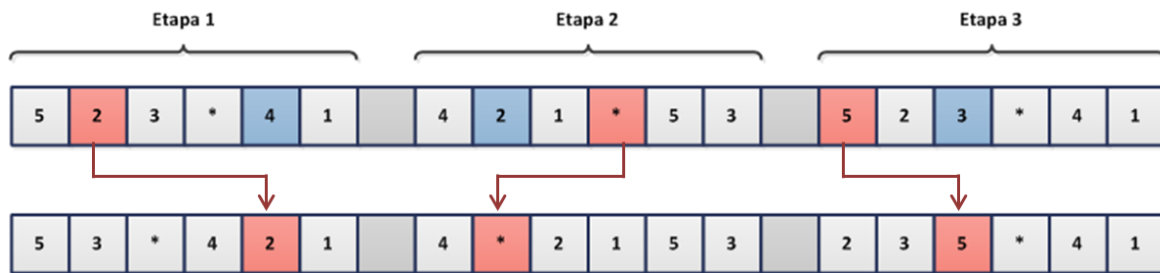 Etapa 1 Etapa 2 Etapa 3
5 2 3 * 4 1 4 2 1 * 5 3 5 2 3 * 4 1
5 3 * 4 2 1 4 * 2 1 5 3 2 3 5 * 4 1